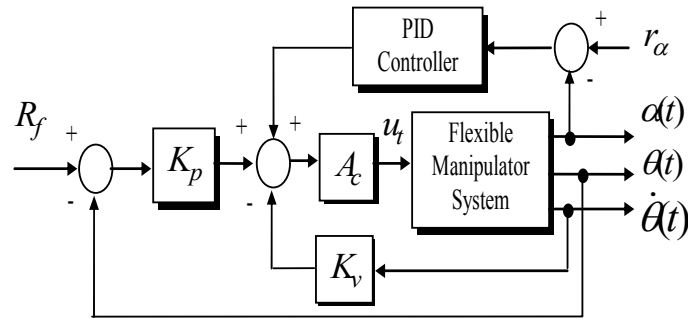 PID
Controller
+
r_α
-
R_f
+
-
K_p
+
+
-
A_c
u_t
Flexible
Manipulator
System
α(t)
θ(t)
θ̇(t)
K_v